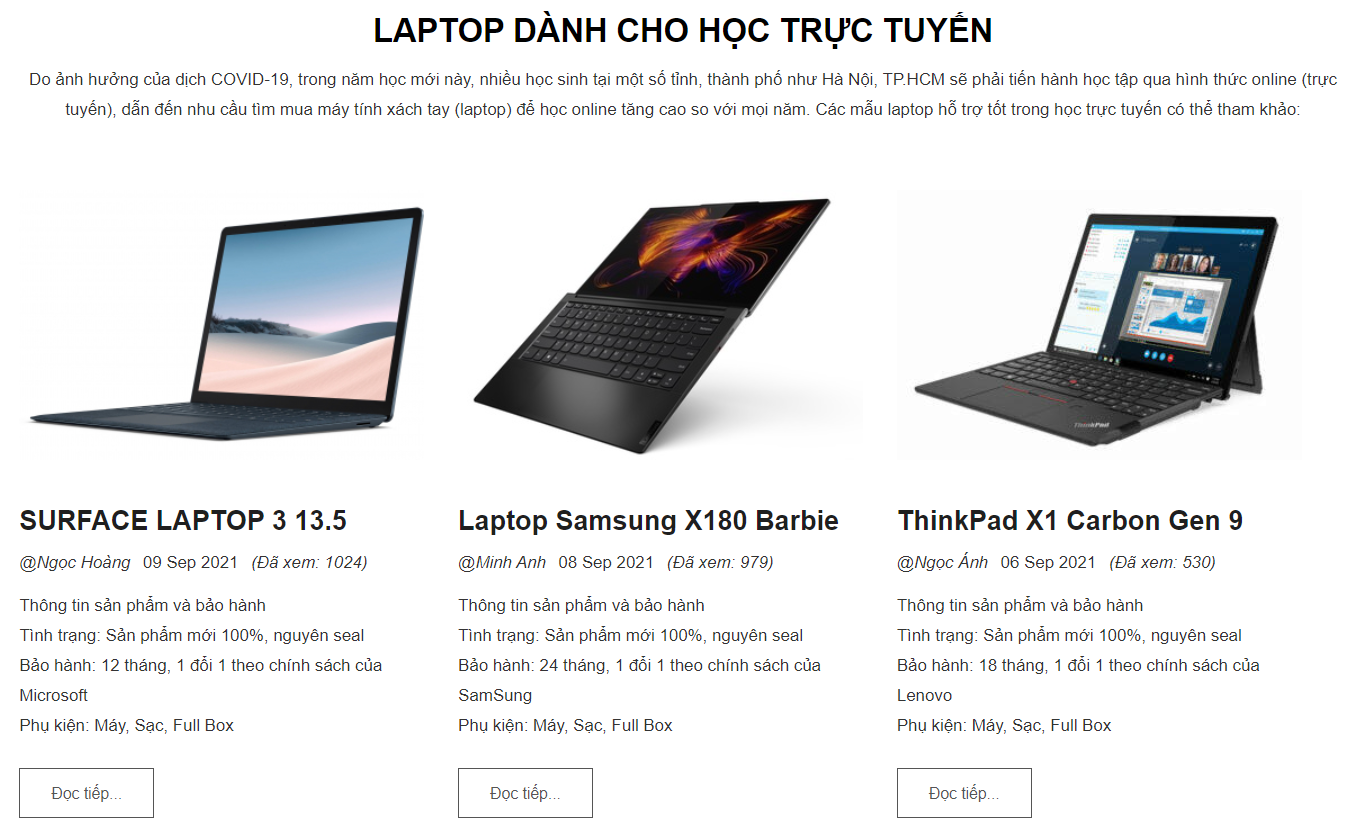 LAPTOP DÀNH CHO HỌC TRỰC TUYẾN
Do ảnh hưởng của dịch COVID-19, trong năm học mới này, nhiều học sinh tại một số tỉnh, thành phố như Hà Nội, TP.HCM sẽ phải tiến hành học tập qua hình thức online (trực
tuyến), dẫn đến nhu cầu tìm mua máy tính xách tay (laptop) để học online tăng cao so với mọi năm. Các mẫu laptop hỗ trợ tốt trong học trực tuyến có thể tham khảo:
ThinkPad
SURFACE LAPTOP 3 13.5
@Ngọc Hoàng 09 Sep 2021 (Đã xem: 1024)
Thông tin sản phẩm và bảo hành
Tình trạng: Sản phẩm mới 100%, nguyên seal
Bảo hành: 12 tháng, 1 đổi 1 theo chính sách của
Microsoft
Phụ kiện: Máy, Sạc, Full Box
Đọc tiếp...
Laptop Samsung X180 Barbie
@Minh Anh 08 Sep 2021 (Đã xem: 979)
Thông tin sản phẩm và bảo hành
Tình trạng: Sản phẩm mới 100%, nguyên seal
Bảo hành: 24 tháng, 1 đổi 1 theo chính sách của
SamSung
Phụ kiện: Máy, Sạc, Full Box
Đọc tiếp...
ThinkPad X1 Carbon Gen 9
@Ngọc Ánh 06 Sep 2021 (Đã xem: 530)
Thông tin sản phẩm và bảo hành
Tình trạng: Sản phẩm mới 100%, nguyên seal
Bảo hành: 18 tháng, 1 đổi 1 theo chính sách của
Lenovo
Phụ kiện: Máy, Sạc, Full Box
Đọc tiếp...